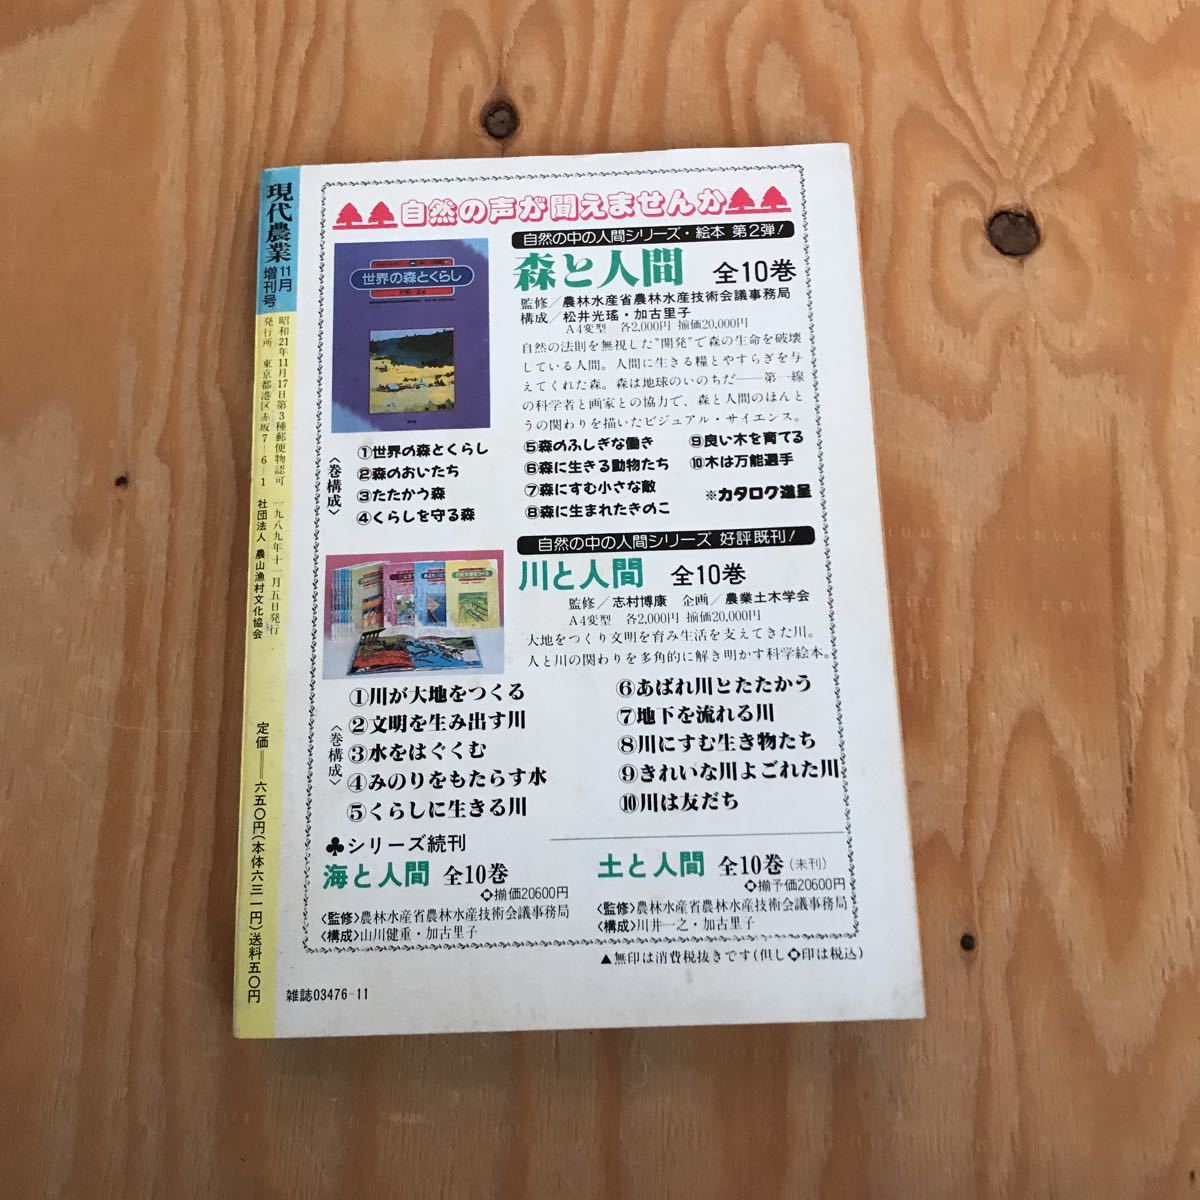 現代農業
11月
増刊号
昭和21年11月17日第3種郵便物認可 一九八九年十一月五日発行
発行所 東京都港区赤坂7-6-1 社団法人 農山漁村文化協会
定価――六五〇円(本体六三一円)送料五〇円
自然の声が聞えませんか
自然の中の人間シリーズ・絵本 第2弾!
森と人間 全10巻
監修/農林水産省農林水産技術会議事務局
構成/松井光瑤・加古里子
A4変型 各2,000円 揃価20,000円
自然の法則を無視した"開発"で森の生命を破壊
している人間。人間に生きる糧とやすらぎを与
えてくれた森。森は地球のいのちだ――第一線
の科学者と画家との協力で、森と人間のほんと
うの関わりを描いたビジュアル・サイエンス。
世界の森とくらし
〈巻構成〉
①世界の森とくらし
②森のおいたち
③たたかう森
④くらしを守る森
⑤森のふしぎな働き
⑥森に生きる動物たち
⑦森にすむ小さな敵
⑧森に生まれたきのこ
⑨良い木を育てる
⑩木は万能選手
※カタログ進呈
自然の中の人間シリーズ 好評既刊!
川と人間 全10巻
監修/志村博康 企画/農業土木学会
A4変型 各2,000円 揃価20,000円
大地をつくり文明を育み生活を支えてきた川。
人と川の関わりを多角的に解き明かす科学絵本。
〈巻構成〉
①川が大地をつくる
②文明を生み出す川
③水をはぐくむ
④みのりをもたらす水
⑤くらしに生きる川
⑥あばれ川とたたかう
⑦地下を流れる川
⑧川にすむ生き物たち
⑨きれいな川よごれた川
⑩川は友だち
♣シリーズ続刊
海と人間 全10巻
揃価20600円
〈監修〉農林水産省農林水産技術会議事務局
〈構成〉山川健重・加古里子
土と人間 全10巻(未刊)
揃予価20600円
〈監修〉農林水産省農林水産技術会議事務局
〈構成〉川井一之・加古里子
▲無印は消費税抜きです(但し印は税込)
雑誌03476-11